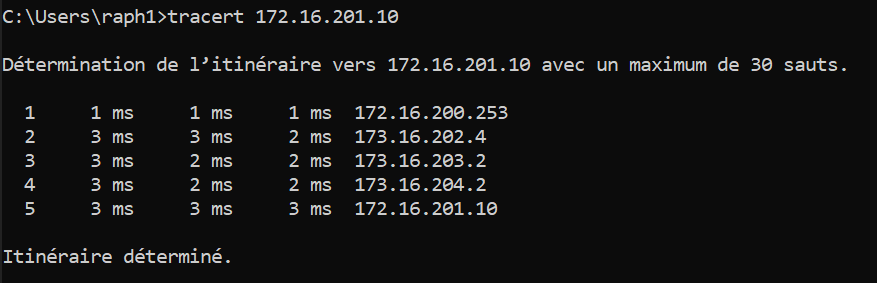 C:\Users\raph1>tracert 172.16.201.10
Détermination de l’itinéraire vers 172.16.201.10 avec un maximum de 30 sauts.
1 1 ms 1 ms 1 ms 172.16.200.253
2 3 ms 3 ms 2 ms 173.16.202.4
3 3 ms 2 ms 2 ms 173.16.203.2
4 3 ms 2 ms 2 ms 173.16.204.2
5 3 ms 3 ms 3 ms 172.16.201.10
Itinéraire déterminé.